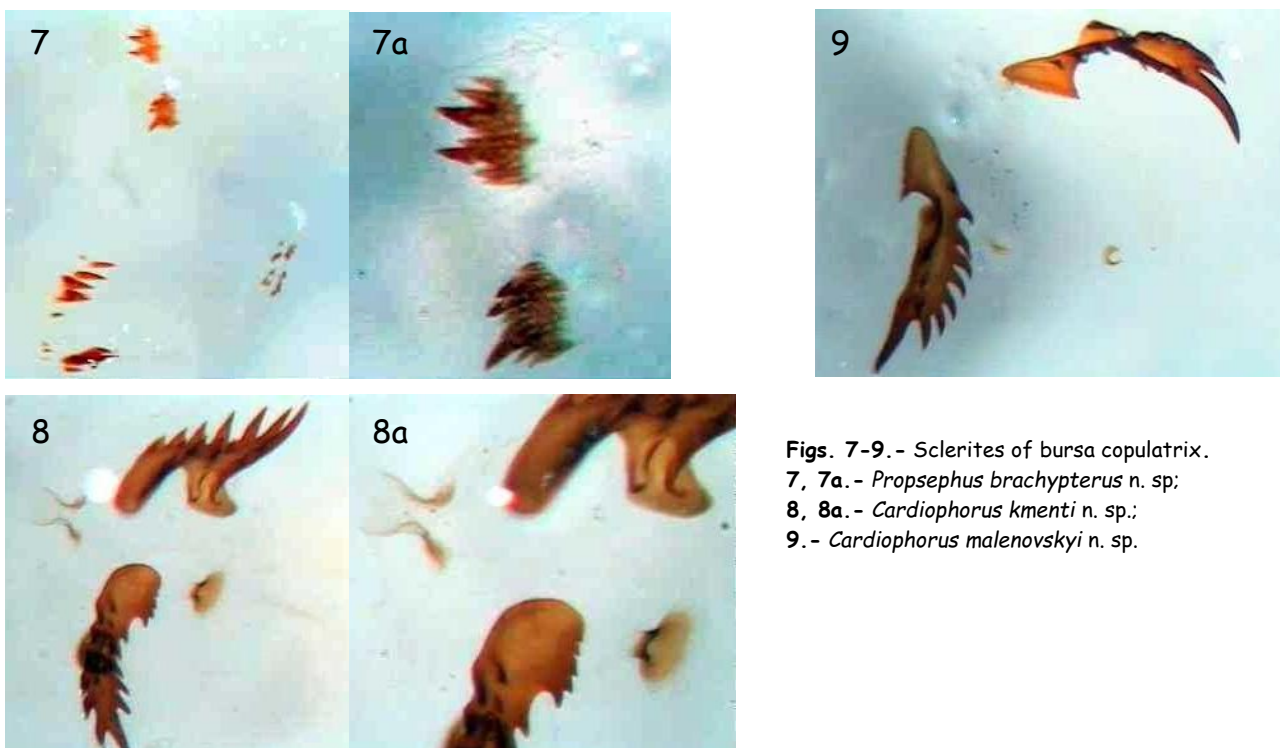 7
7a
9
8
8a
Figs. 7-9.- Sclerites of bursa copulatrix.
7, 7a.- Propsephus brachypterus n. sp;
8, 8a.- Cardiophorus kmenti n. sp.;
9.- Cardiophorus malenovskyi n. sp.